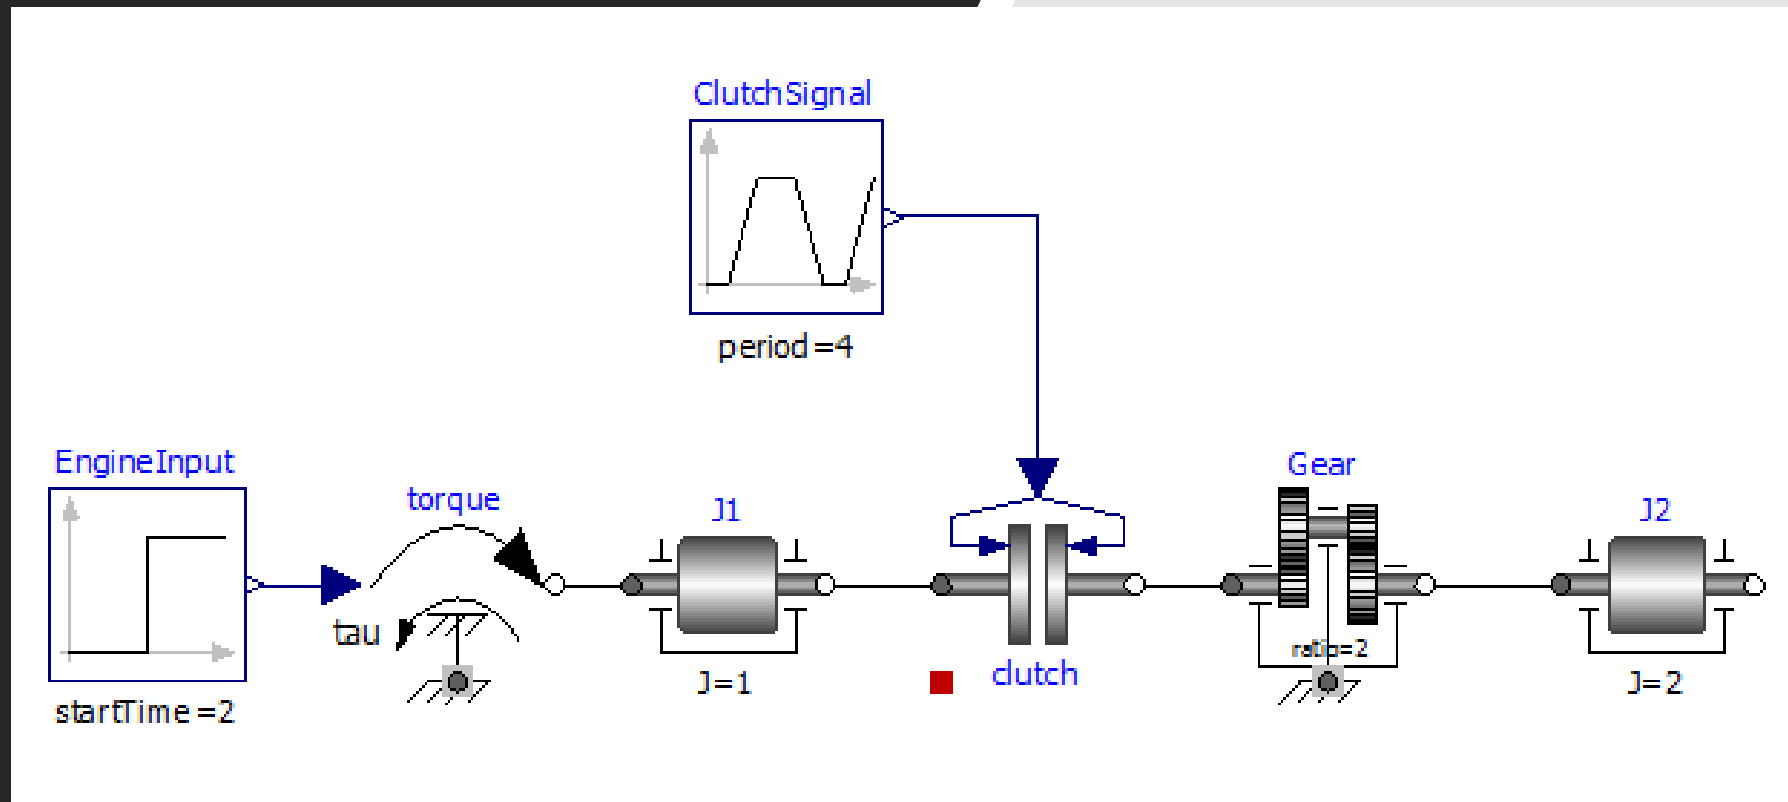 ClutchSignal
period=4
EngineInput
startTime=2
torque
tau
J1
J=1
clutch
Gear
ratio=2
J2
J=2